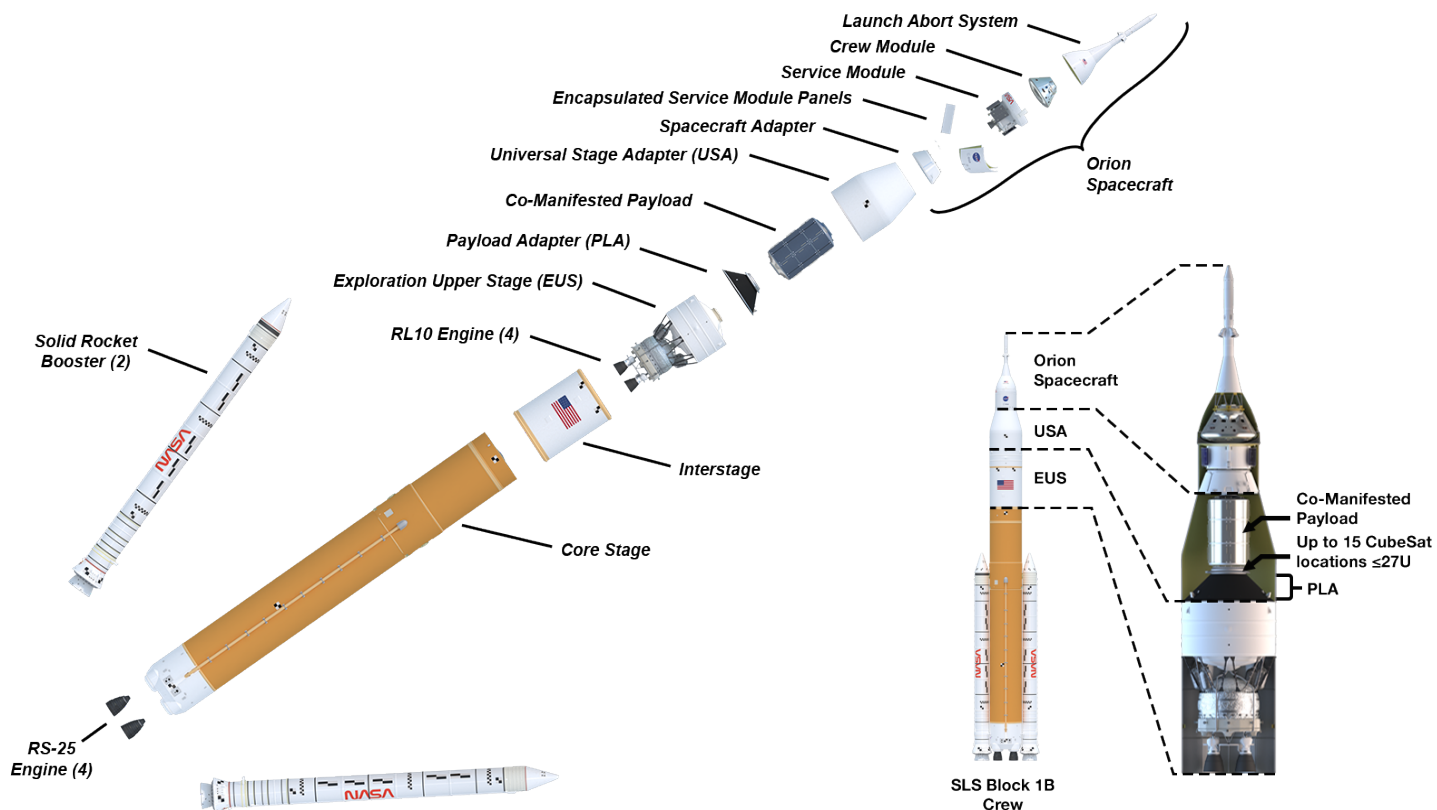 Launch Abort System
Crew Module
Service Module
Encapsulated Service Module Panels
Spacecraft Adapter
Universal Stage Adapter (USA)
Co-Manifested Payload
Payload Adapter (PLA)
Exploration Upper Stage (EUS)
RL10 Engine (4)
Solid Rocket
Booster (2)
Orion
Spacecraft
Interstage
Core Stage
RS-25
Engine (4)
NASA
NASA
Orion
Spacecraft
USA
EUS
NASA
NASA
SLS Block 1B
Crew
Co-Manifested
Payload
Up to 15 CubeSat
locations ≤27U
PLA